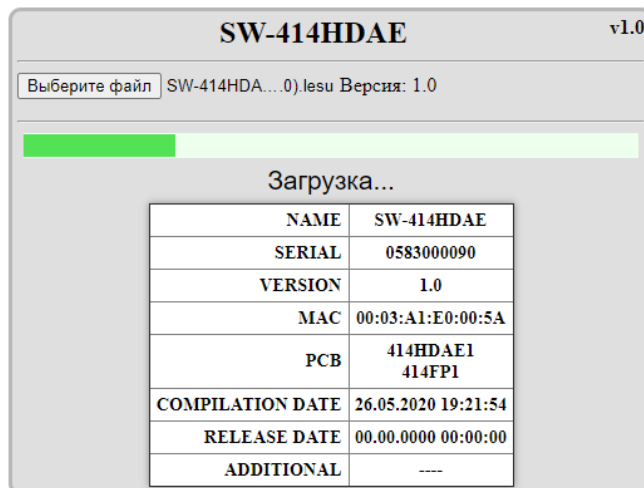 SW-414HDAE
v1.0
Выберите файл SW-414HDA....0).lesu Версия: 1.0
Загрузка...
NAME SW-414HDAE
SERIAL 0583000090
VERSION 1.0
MAC 00:03:A1:E0:00:5A
PCB 414HDAE1
414FP1
COMPILATION DATE 26.05.2020 19:21:54
RELEASE DATE 00.00.0000 00:00:00
ADDITIONAL ----